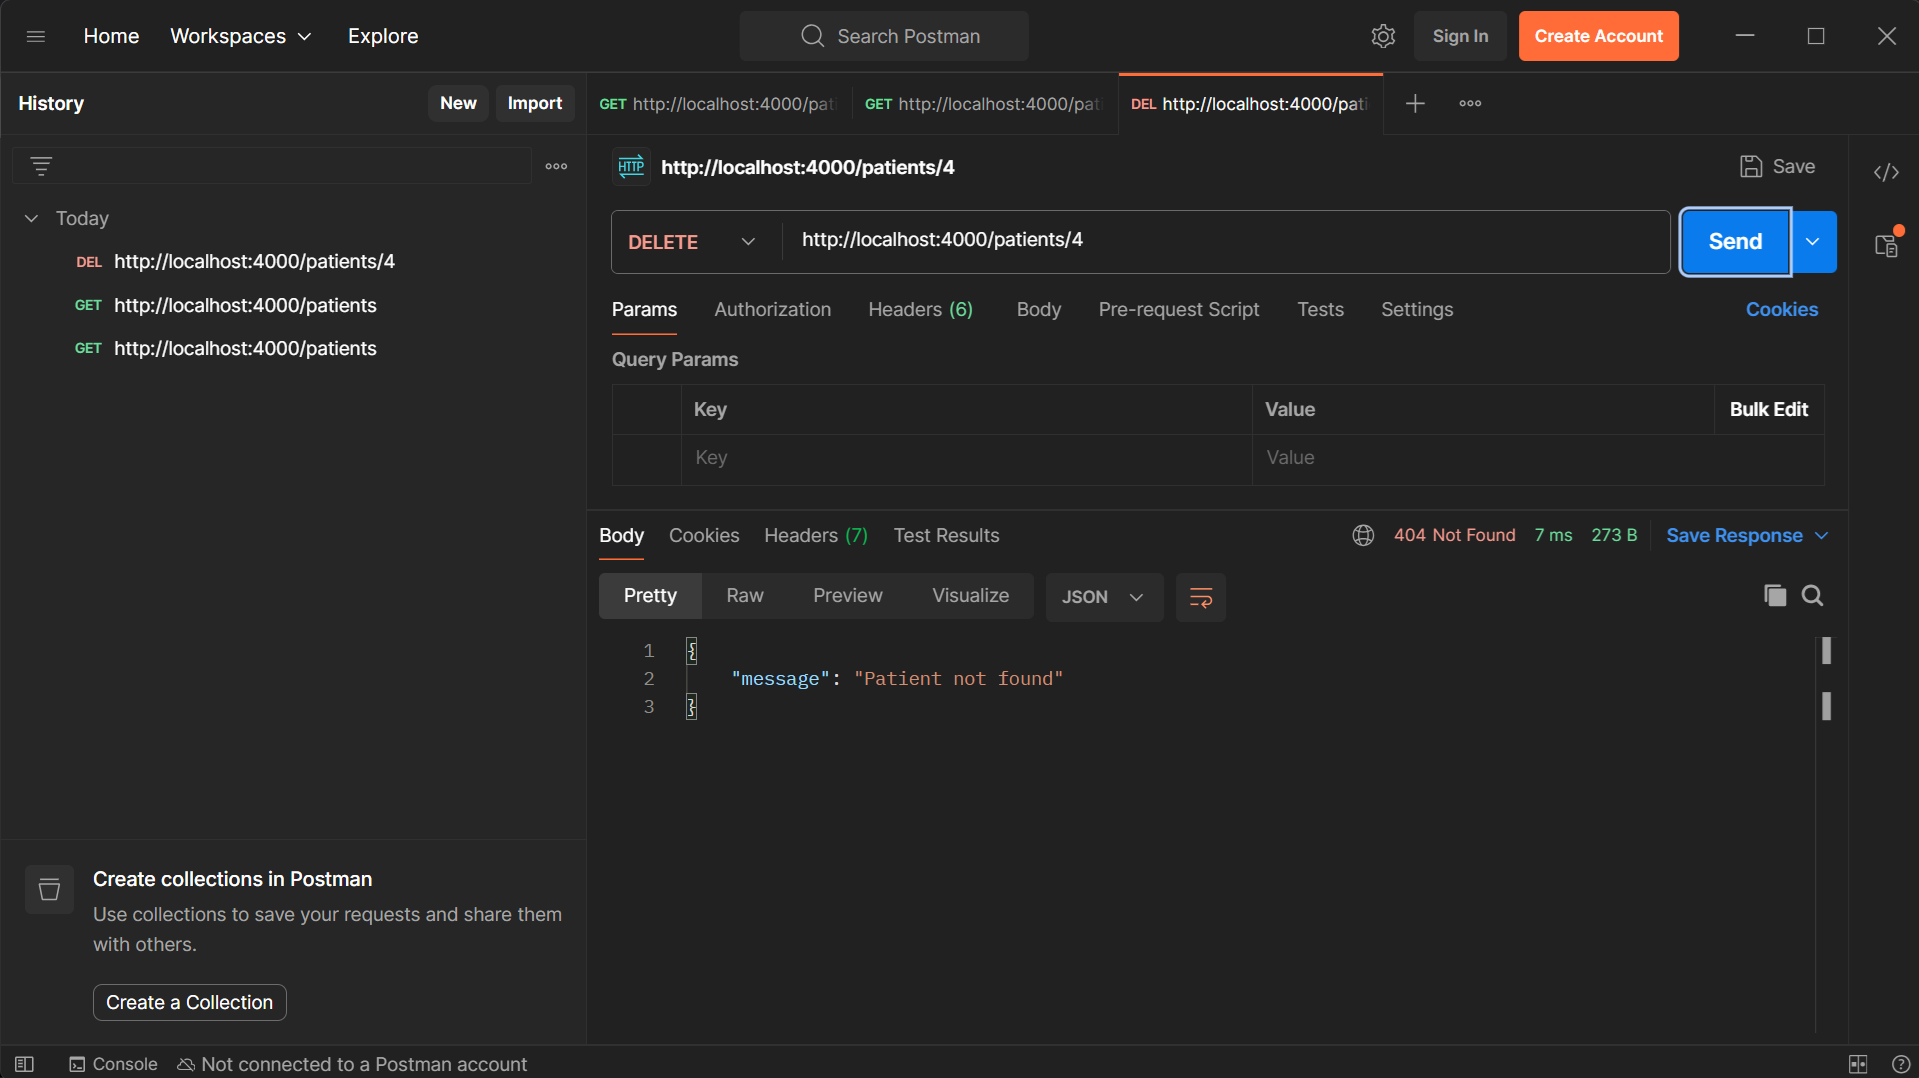 Home Workspaces Explore Search Postman Sign In Create Account
History New Import
GET http://localhost:4000/pati GET http://localhost:4000/pati DEL http://localhost:4000/pati
HTTP http://localhost:4000/patients/4 Save
Today
DEL http://localhost:4000/patients/4
GET http://localhost:4000/patients
GET http://localhost:4000/patients
DELETE http://localhost:4000/patients/4 Send
Params Authorization Headers (6) Body Pre-request Script Tests Settings Cookies
Query Params
Key Value Bulk Edit
Key Value
Body Cookies Headers (7) Test Results 404 Not Found 7 ms 273 B Save Response
Pretty Raw Preview Visualize JSON
1 {
2 "message": "Patient not found"
3 }
Create collections in Postman
Use collections to save your requests and share them
with others.
Create a Collection
Console Not connected to a Postman account